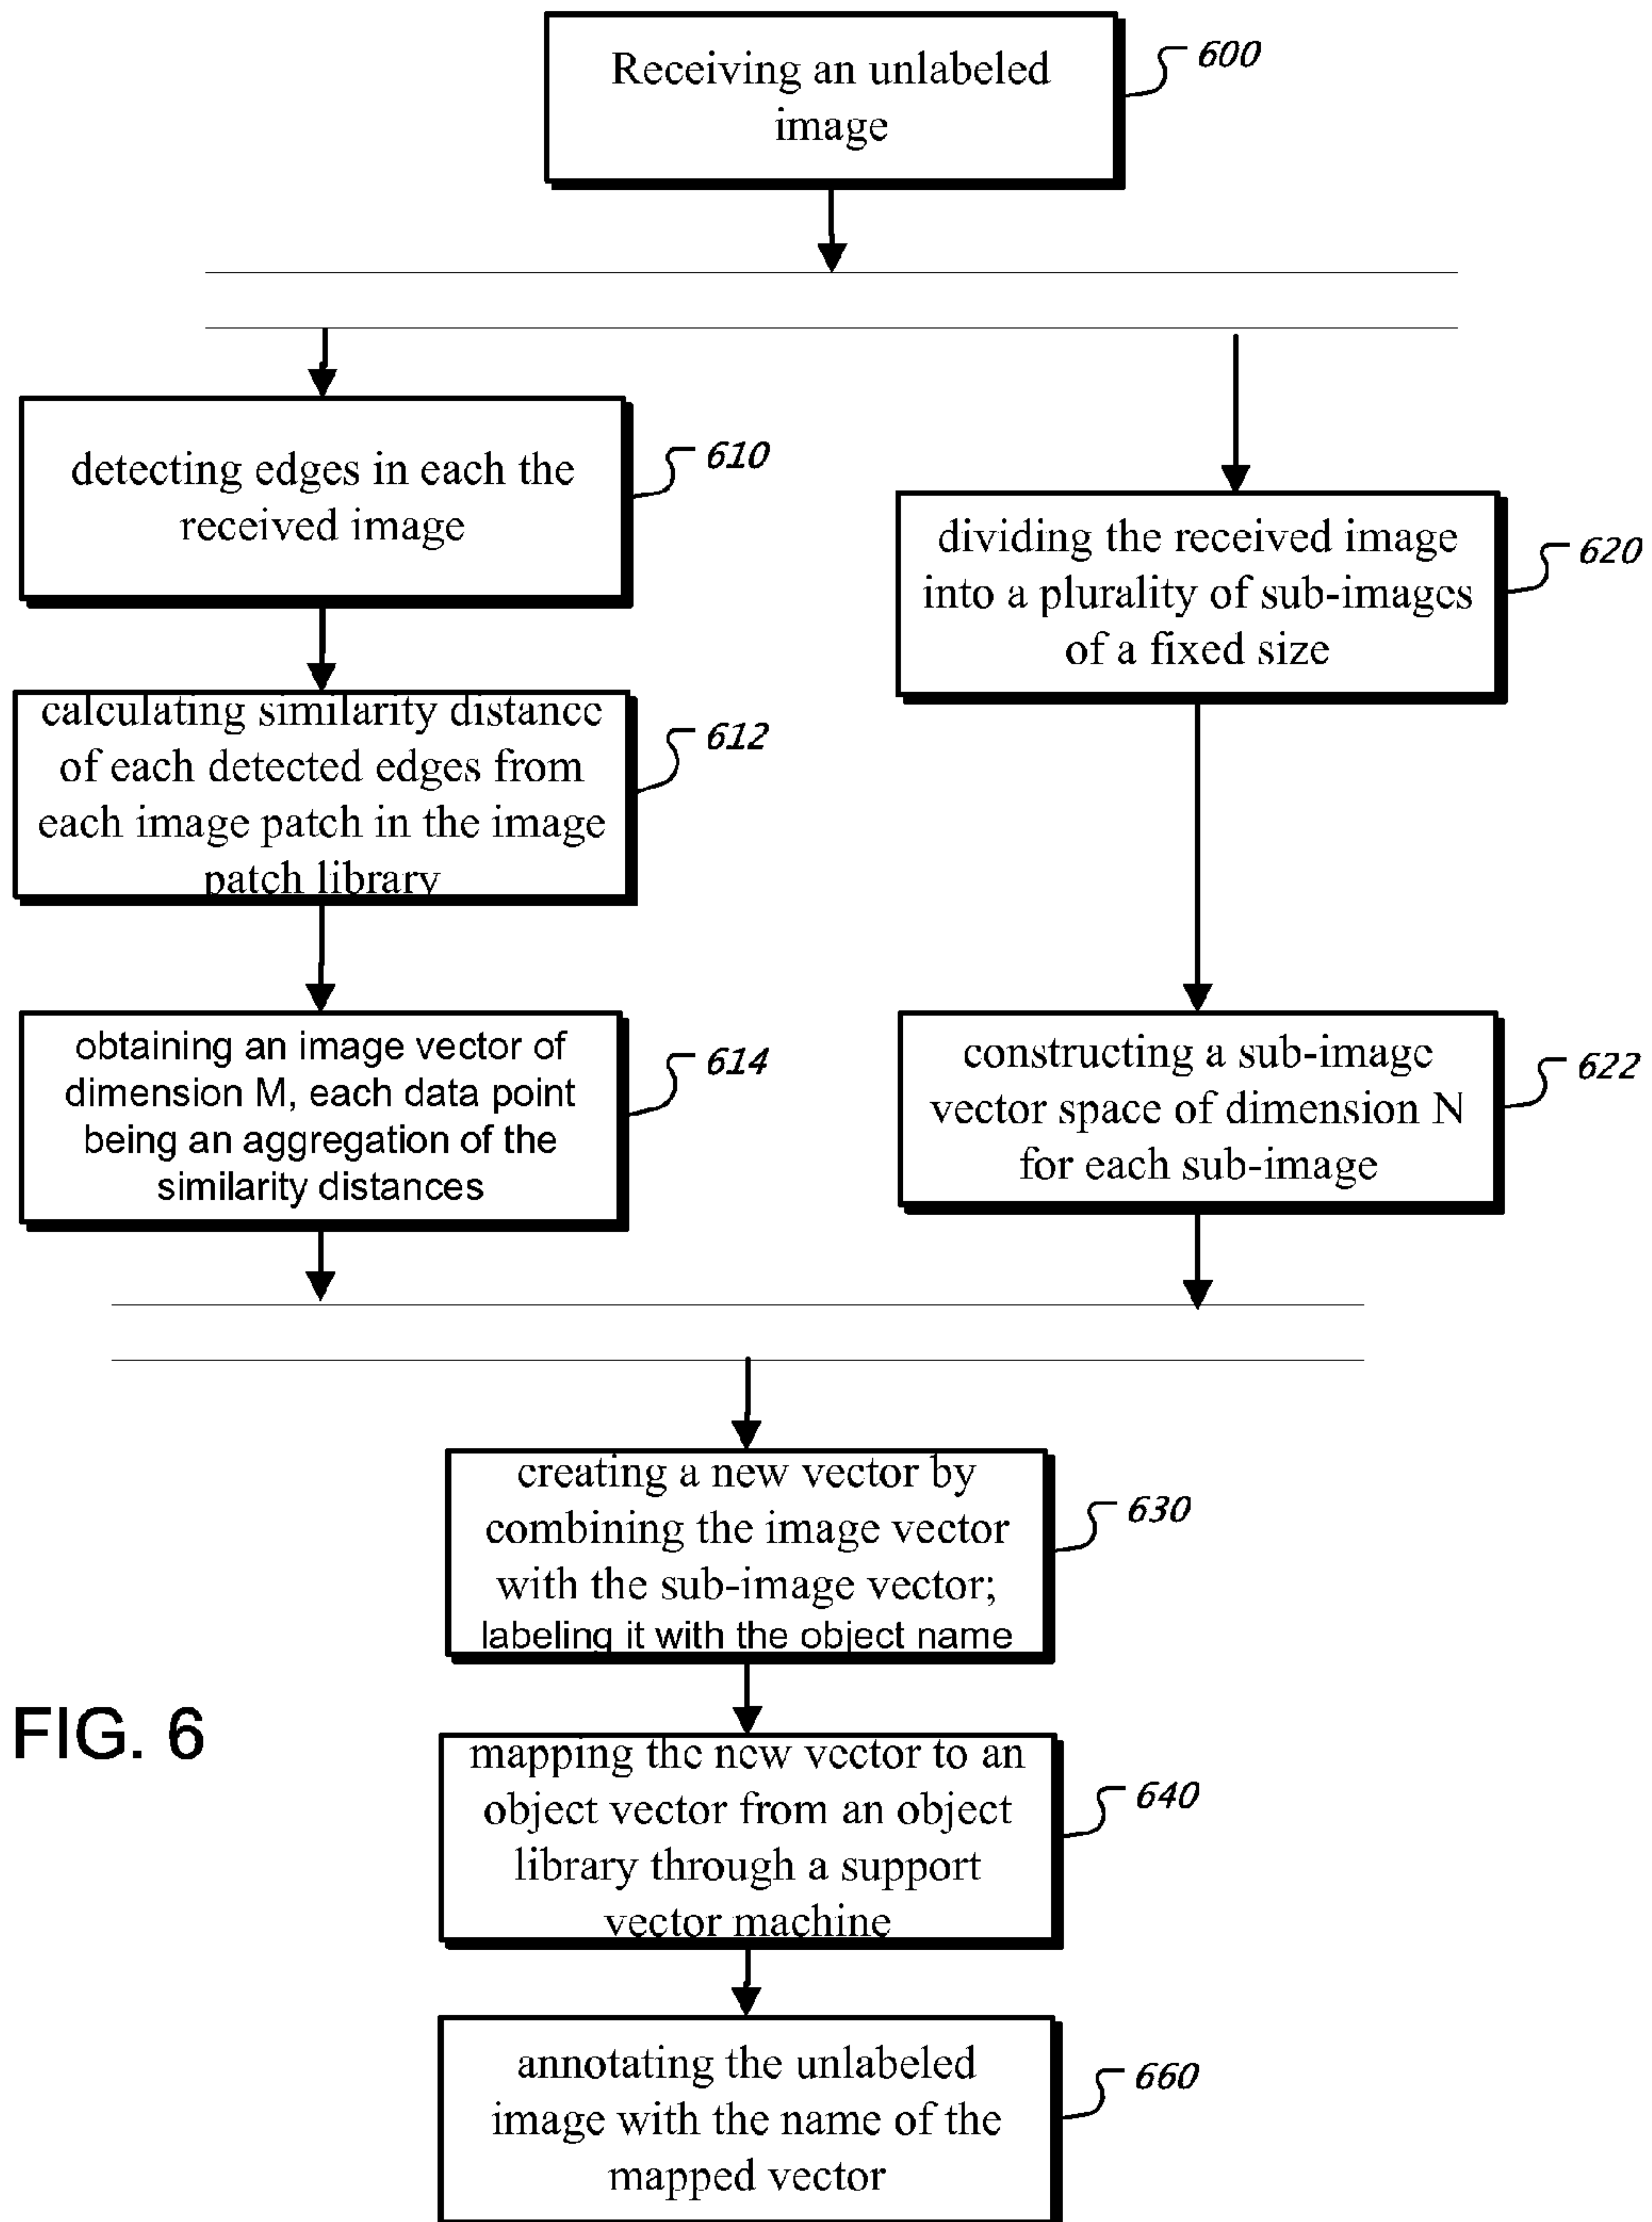 Receiving an unlabeled
image
600
detecting edges in each the
received image
610
dividing the received image
into a plurality of sub-images
of a fixed size
620
calculating similarity distance
of each detected edges from
each image patch in the image
patch library
612
obtaining an image vector of
dimension M, each data point
being an aggregation of the
similarity distances
614
constructing a sub-image
vector space of dimension N
for each sub-image
622
creating a new vector by
combining the image vector
with the sub-image vector;
labeling it with the object name
630
FIG. 6
mapping the new vector to an
object vector from an object
library through a support
vector machine
640
annotating the unlabeled
image with the name of the
mapped vector
660